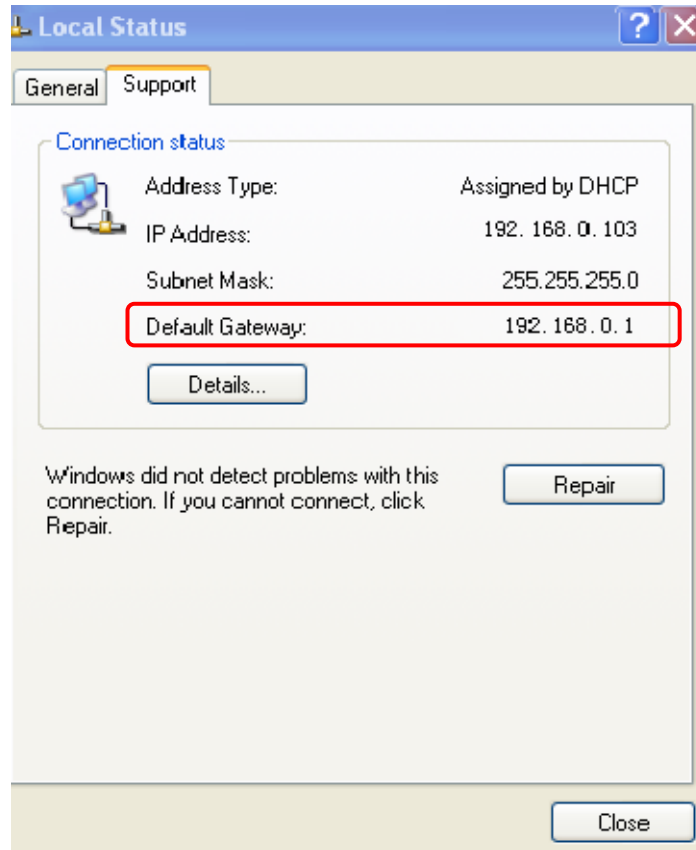 Local Status
General Support
Connection status
Address Type: Assigned by DHCP
IP Address: 192. 168. 0. 103
Subnet Mask: 255.255.255.0
Default Gateway: 192. 168. 0. 1
Details...
Windows did not detect problems with this
connection. If you cannot connect, click
Repair.
Repair
Close